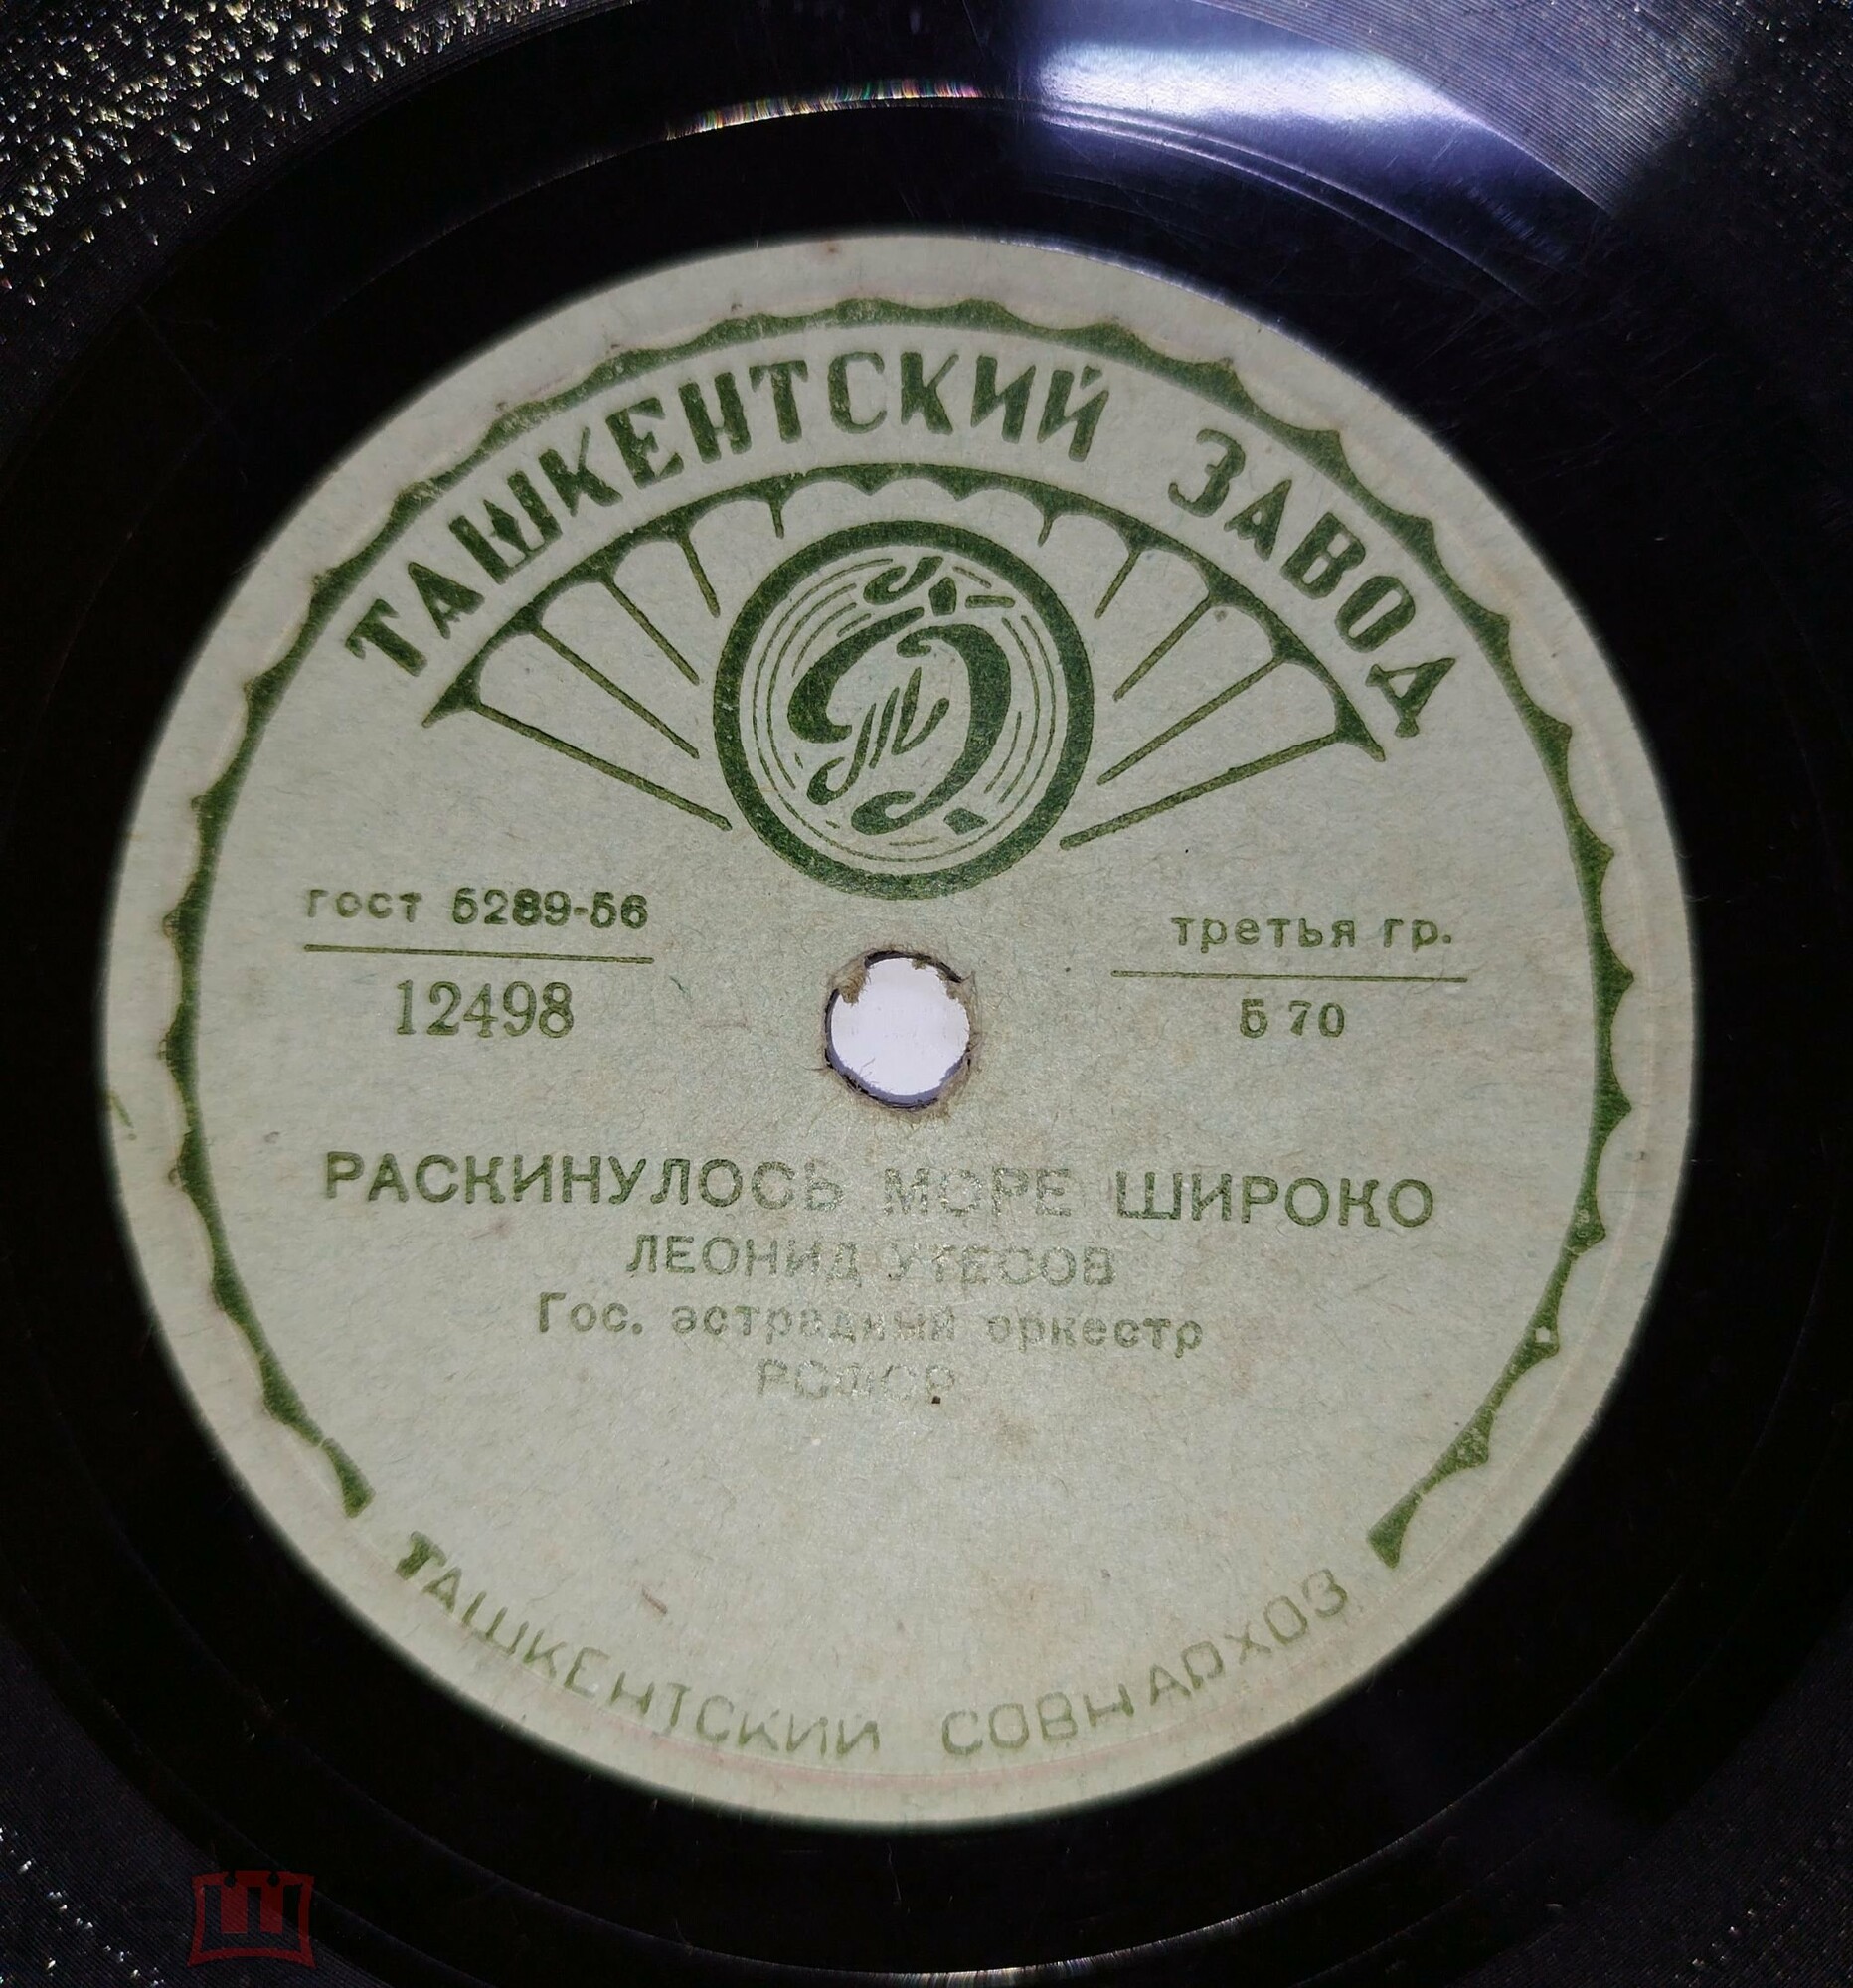 ТАШКЕНТСКИЙ ЗАВОД
гост 5289-56
12498
третья гр.
5 70
РАСКИНУЛОСЬ МОРЕ ШИРОКО
ЛЕОНИД УТЕСОВ
Гос. эстрадный оркестр
РСФСР
ТАШКЕНТСКИЙ СОВНАРХОЗ